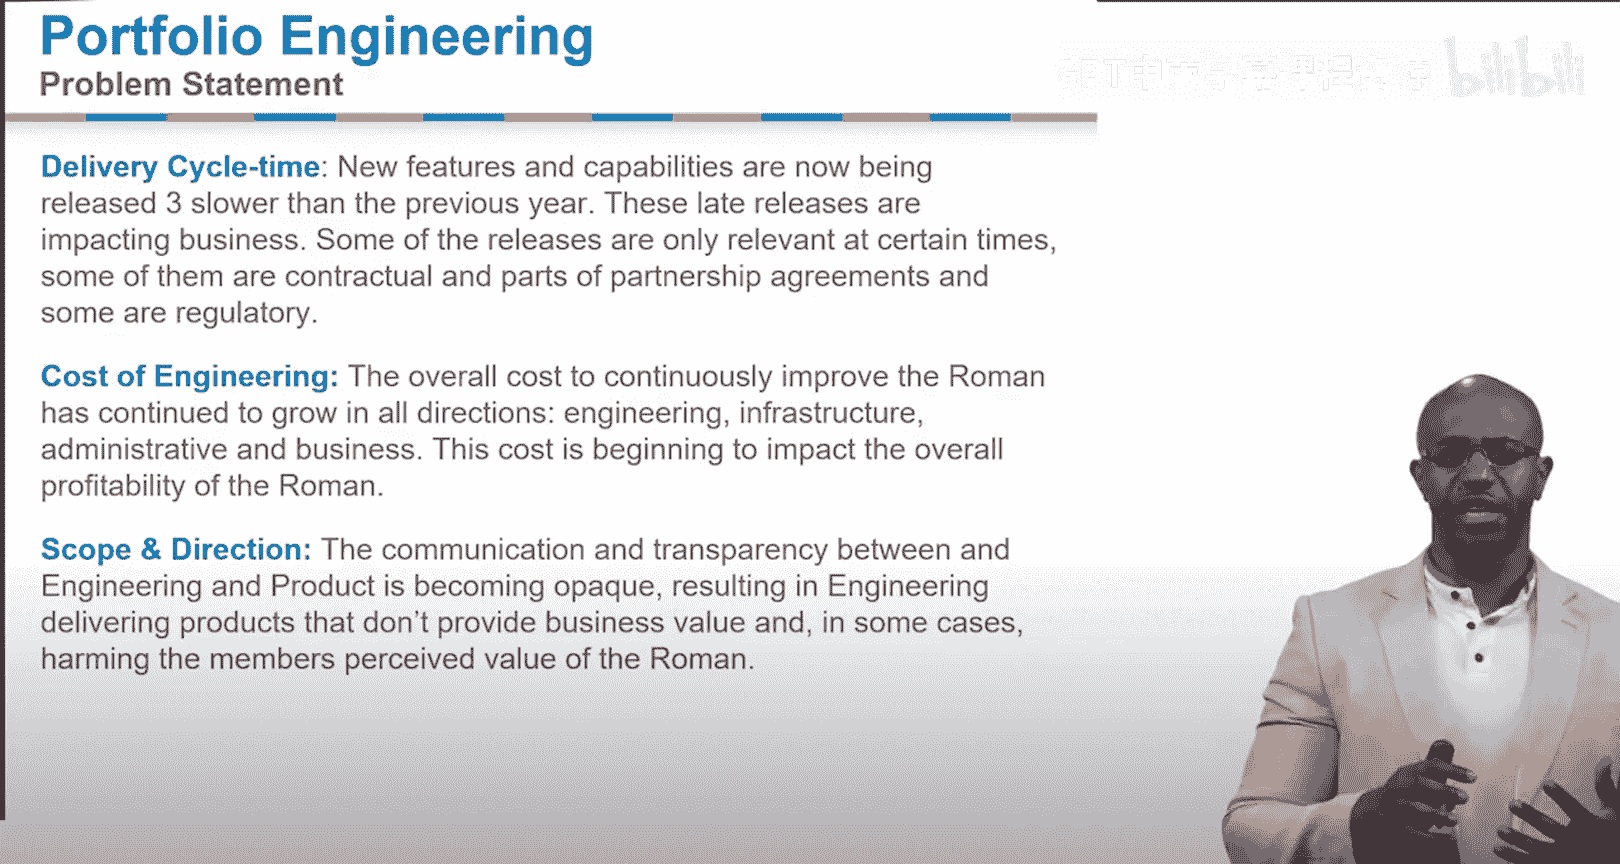 Portfolio Engineering
Problem Statement
bilibili
Delivery Cycle-time: New features and capabilities are now being
released 3 slower than the previous year. These late releases are
impacting business. Some of the releases are only relevant at certain times,
some of them are contractual and parts of partnership agreements and
some are regulatory.
Cost of Engineering: The overall cost to continuously improve the Roman
has continued to grow in all directions: engineering, infrastructure,
administrative and business. This cost is beginning to impact the overall
profitability of the Roman.
Scope & Direction: The communication and transparency between and
Engineering and Product is becoming opaque, resulting in Engineering
delivering products that don’t provide business value and, in some cases,
harming the members perceived value of the Roman.